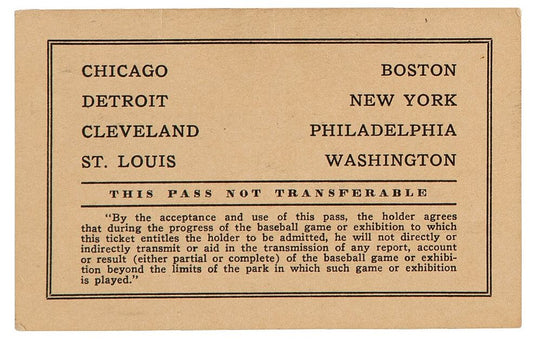 CHICAGO BOSTON
DETROIT NEW YORK
CLEVELAND PHILADELPHIA
ST. LOUIS WASHINGTON
THIS PASS NOT TRANSFERABLE
"By the acceptance and use of this pass, the holder agrees
that during the progress of the baseball game or exhibition to which
this ticket entitles the holder to be admitted, he will not directly or
indirectly transmit or aid in the transmission of any report, account
or result (either partial or complete) of the baseball game or exhibi-
tion beyond the limits of the park in which such game or exhibition
is played."